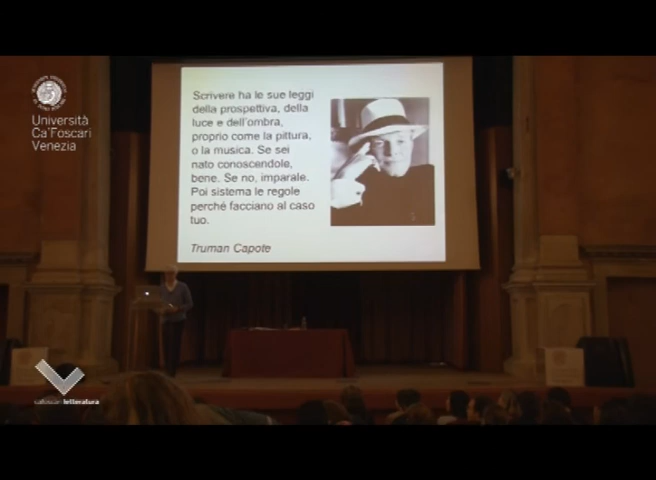 Università
Ca'Foscari
Venezia
Scrivere ha le sue leggi
della prospettiva, della
luce e dell'ombra,
proprio come la pittura,
o la musica. Se sei
nato conoscendole,
bene. Se no, imparale.
Poi sistema le regole
perché facciano al caso
tuo.
Truman Capote
letteratura